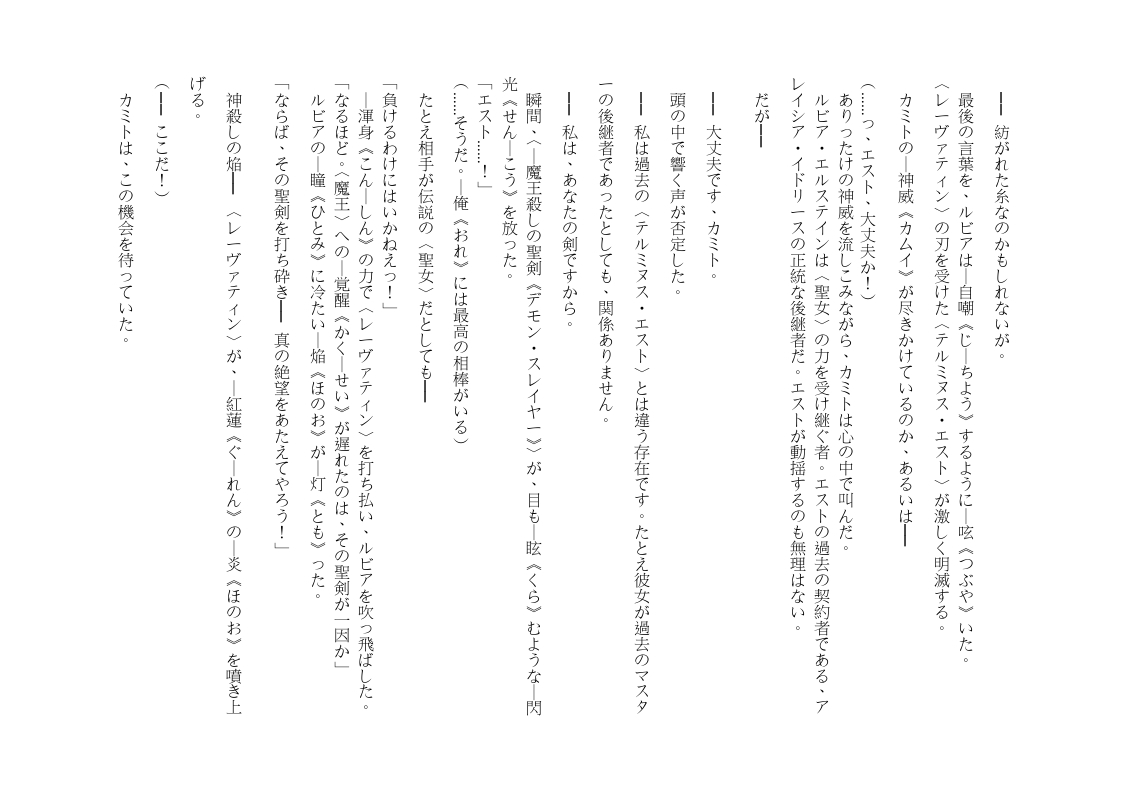 ━━ 紡がれた糸なのかもしれないが。
最後の言葉を、ルビアは―自嘲《じ―ちよう》するように―呟《つぶや》いた。
〈レーヴァティン〉の刃を受けた〈テルミヌス・エスト〉が激しく明滅する。
カミトの―神威《カムイ》が尽きかけているのか、あるいは━━
(……っ、エスト、大丈夫か！)
ありったけの神威を流しこみながら、カミトは心の中で叫んだ。
ルビア・エルステインは〈聖女〉の力を受け継ぐ者。エストの過去の契約者である、ア
レイシア・イドリースの正統な後継者だ。エストが動揺するのも無理はない。
だが━━
━━ 大丈夫です、カミト。
頭の中で響く声が否定した。
━━ 私は過去の〈テルミヌス・エスト〉とは違う存在です。たとえ彼女が過去のマスタ
ーの後継者であったとしても、関係ありません。
━━ 私は、あなたの剣ですから。
瞬間、〈―魔王殺しの聖剣《デモン・スレイヤー》〉が、目も―眩《くら》むような―閃
光《せん―こう》を放った。
「エスト……！」
(……そうだ。―俺《おれ》には最高の相棒がいる)
たとえ相手が伝説の〈聖女〉だとしても━━
「負けるわけにはいかねえっ！」
―渾身《こん―しん》の力で〈レーヴァティン〉を打ち払い、ルビアを吹っ飛ばした。
「なるほど。〈魔王〉への―覚醒《かく―せい》が遅れたのは、その聖剣が一因か」
ルビアの―瞳《ひとみ》に冷たい―焔《ほのお》が―灯《とも》った。
「ならば、その聖剣を打ち砕き━━ 真の絶望をあたえてやろう！」
神殺しの焔━━ 〈レーヴァティン〉が、―紅蓮《ぐ―れん》の―炎《ほのお》を噴き上
げる。
(━━ ここだ！)
カミトは、この機会を待っていた。